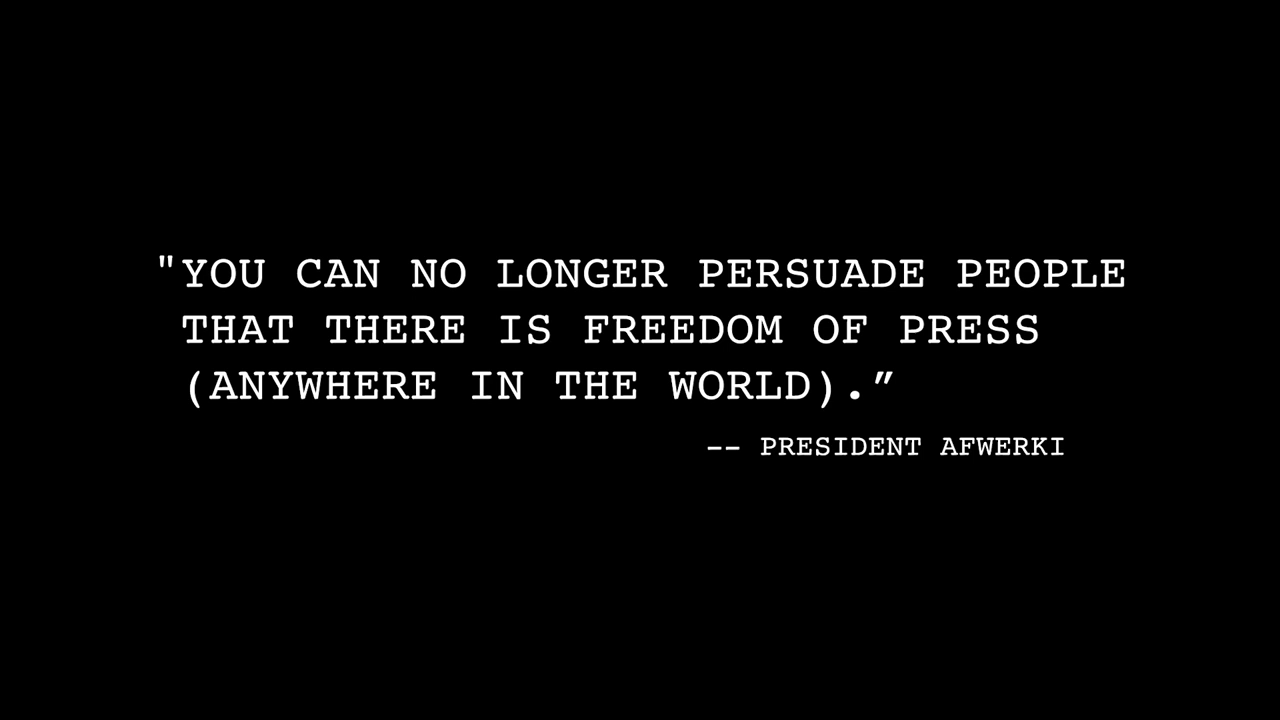 "YOU CAN NO LONGER PERSUADE PEOPLE
THAT THERE IS FREEDOM OF PRESS
(ANYWHERE IN THE WORLD).”
-- PRESIDENT AFWERKI